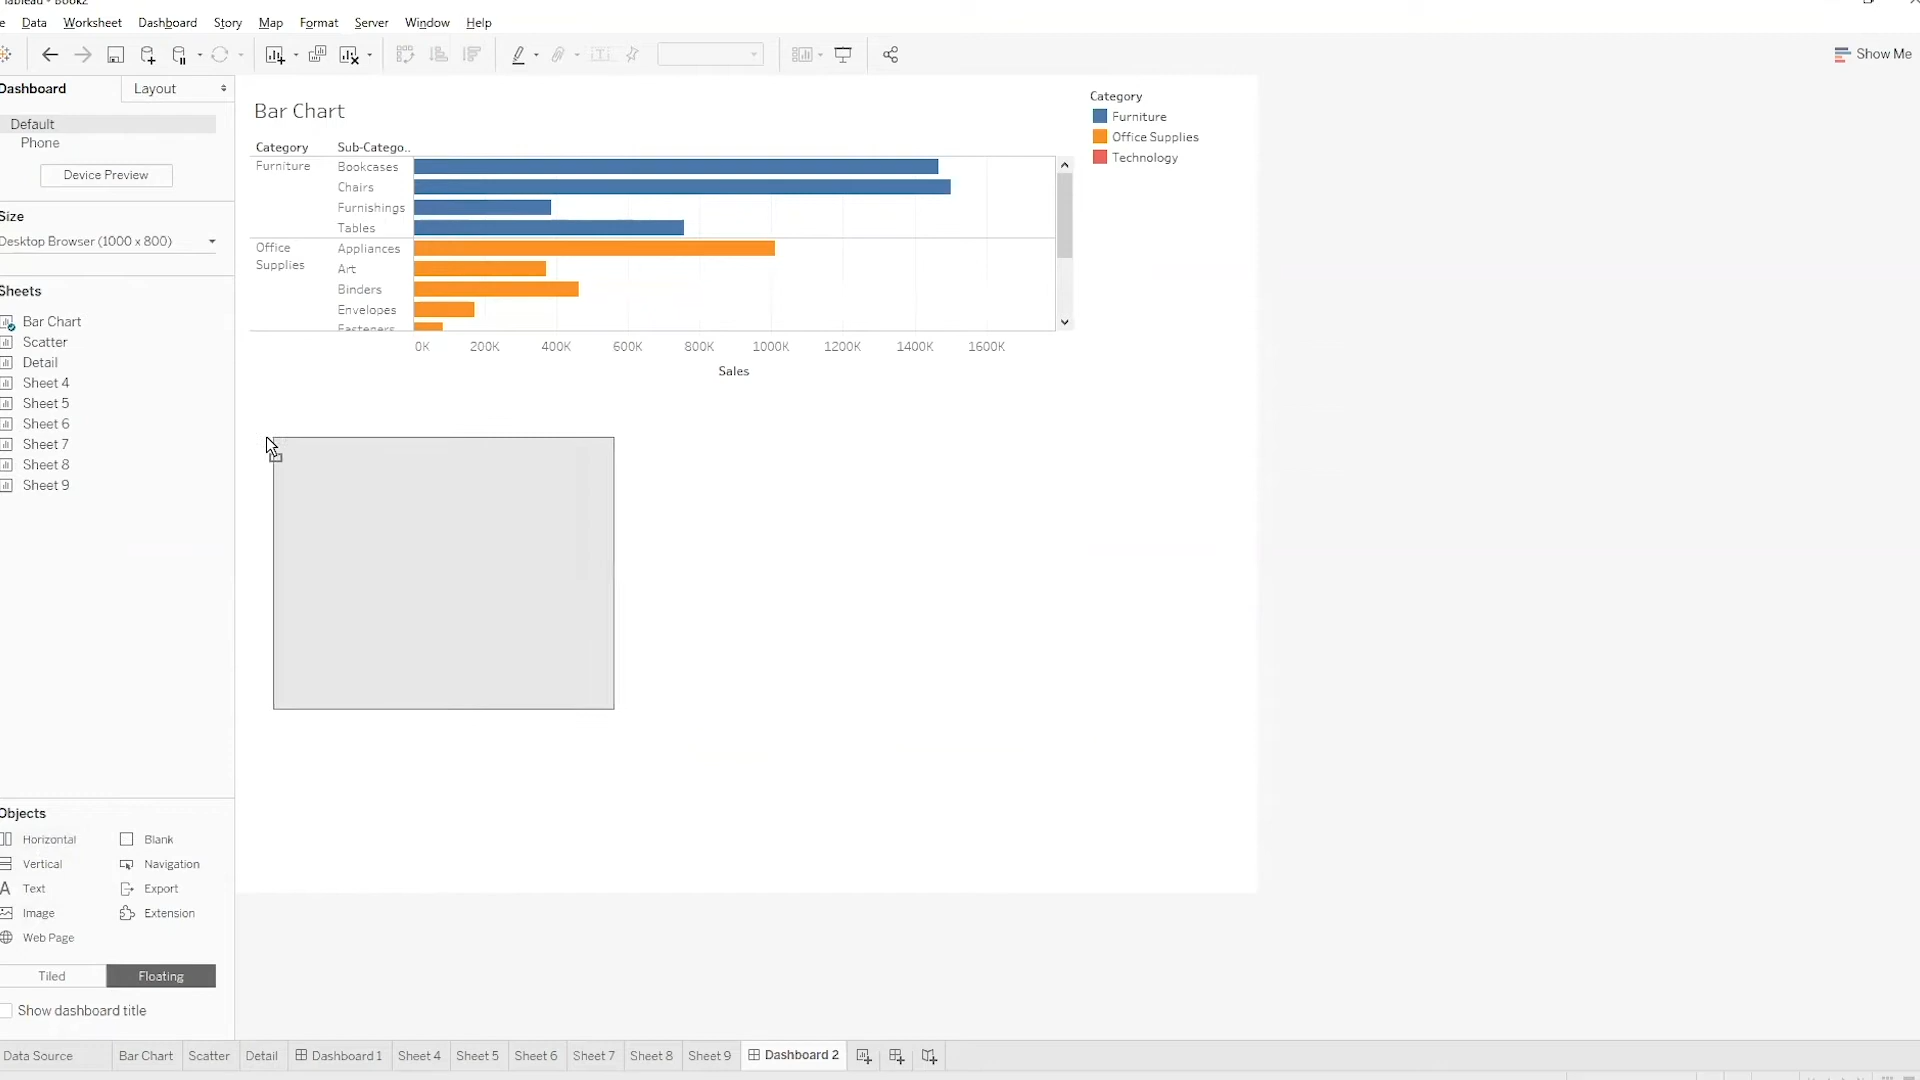 Data Worksheet Dashboard Story Map Format Server Window Help
Show Me
Dashboard
Layout
Default
Phone
Device Preview
Size
Desktop Browser (1000 x 800)
Sheets
Bar Chart
Scatter
Detail
Sheet 4
Sheet 5
Sheet 6
Sheet 7
Sheet 8
Sheet 9
Objects
Horizontal Blank
Vertical Navigation
Text Export
Image Extension
Web Page
Tiled Floating
Show dashboard title
Bar Chart
Category Sub-Catego..
Furniture Bookcases
Chairs
Furnishings
Tables
Office Supplies Appliances
Art
Binders
Envelopes
Fasteners
0K 200K 400K 600K 800K 1000K 1200K 1400K 1600K
Sales
Category
Furniture
Office Supplies
Technology
Data Source Bar Chart Scatter Detail Dashboard 1 Sheet 4 Sheet 5 Sheet 6 Sheet 7 Sheet 8 Sheet 9 Dashboard 2